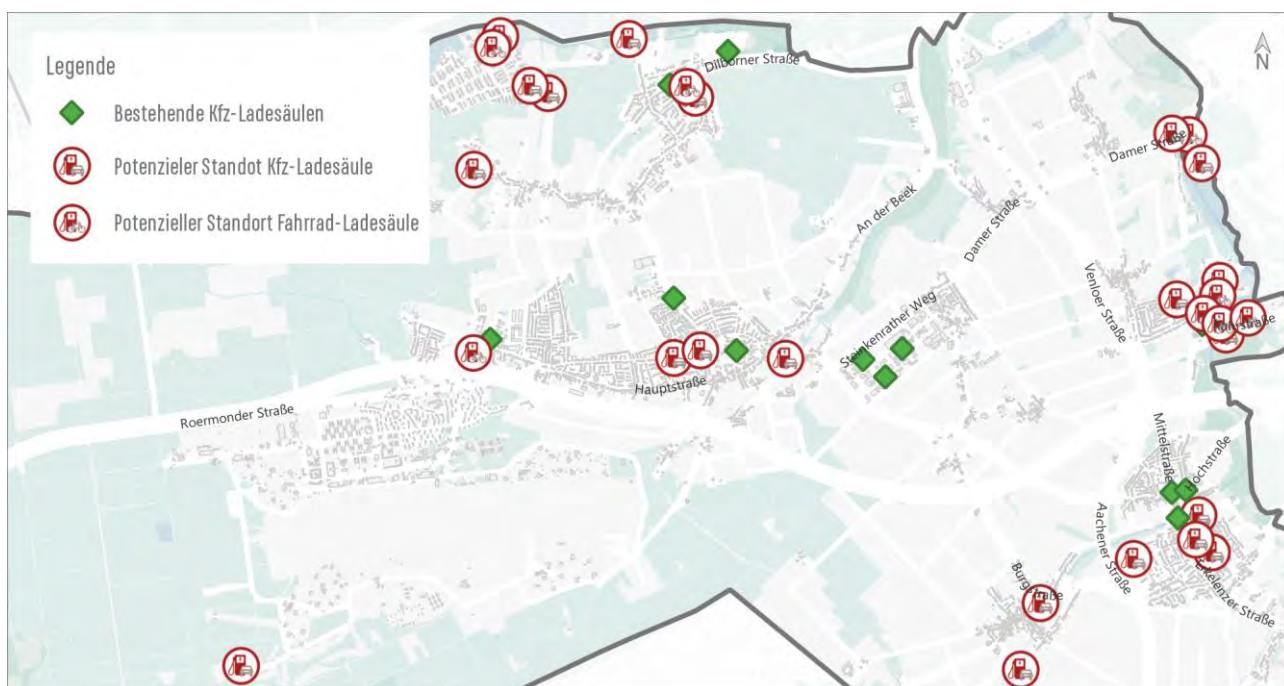 Legende
Bestehende Kfz-Ladesäulen
Potenzieler Standot Kfz-Ladesäule
Potenzieller Standort Fahrrad-Ladesäule
N
Dilborner Straße
Damer Straße
An der Beek
Damer Straße
Venloer Straße
Steinkenrather Weg
Hauptstraße
Roermonder Straße
Mittelstraße
Hochstraße
Aachener Straße
Burgstraße
Erkelenzer Straße